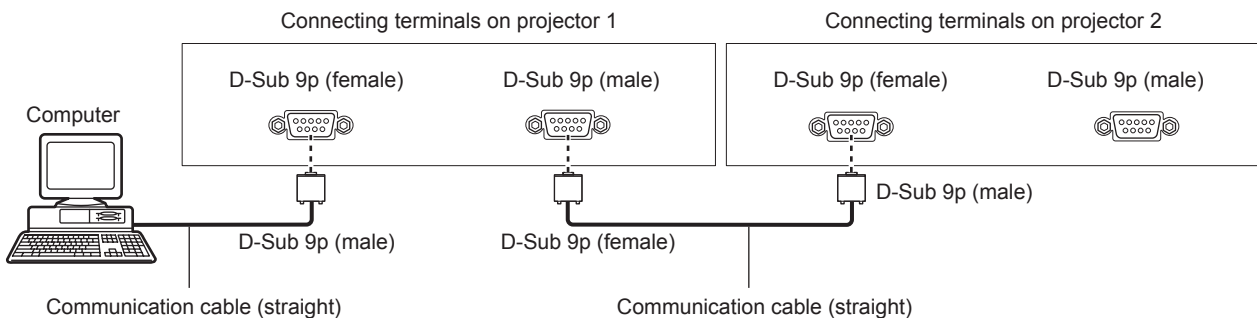 Connecting terminals on projector 1
Connecting terminals on projector 2
D-Sub 9p (female)
D-Sub 9p (male)
D-Sub 9p (female)
D-Sub 9p (male)
Computer
D-Sub 9p (male)
D-Sub 9p (male)
D-Sub 9p (female)
Communication cable (straight)
Communication cable (straight)